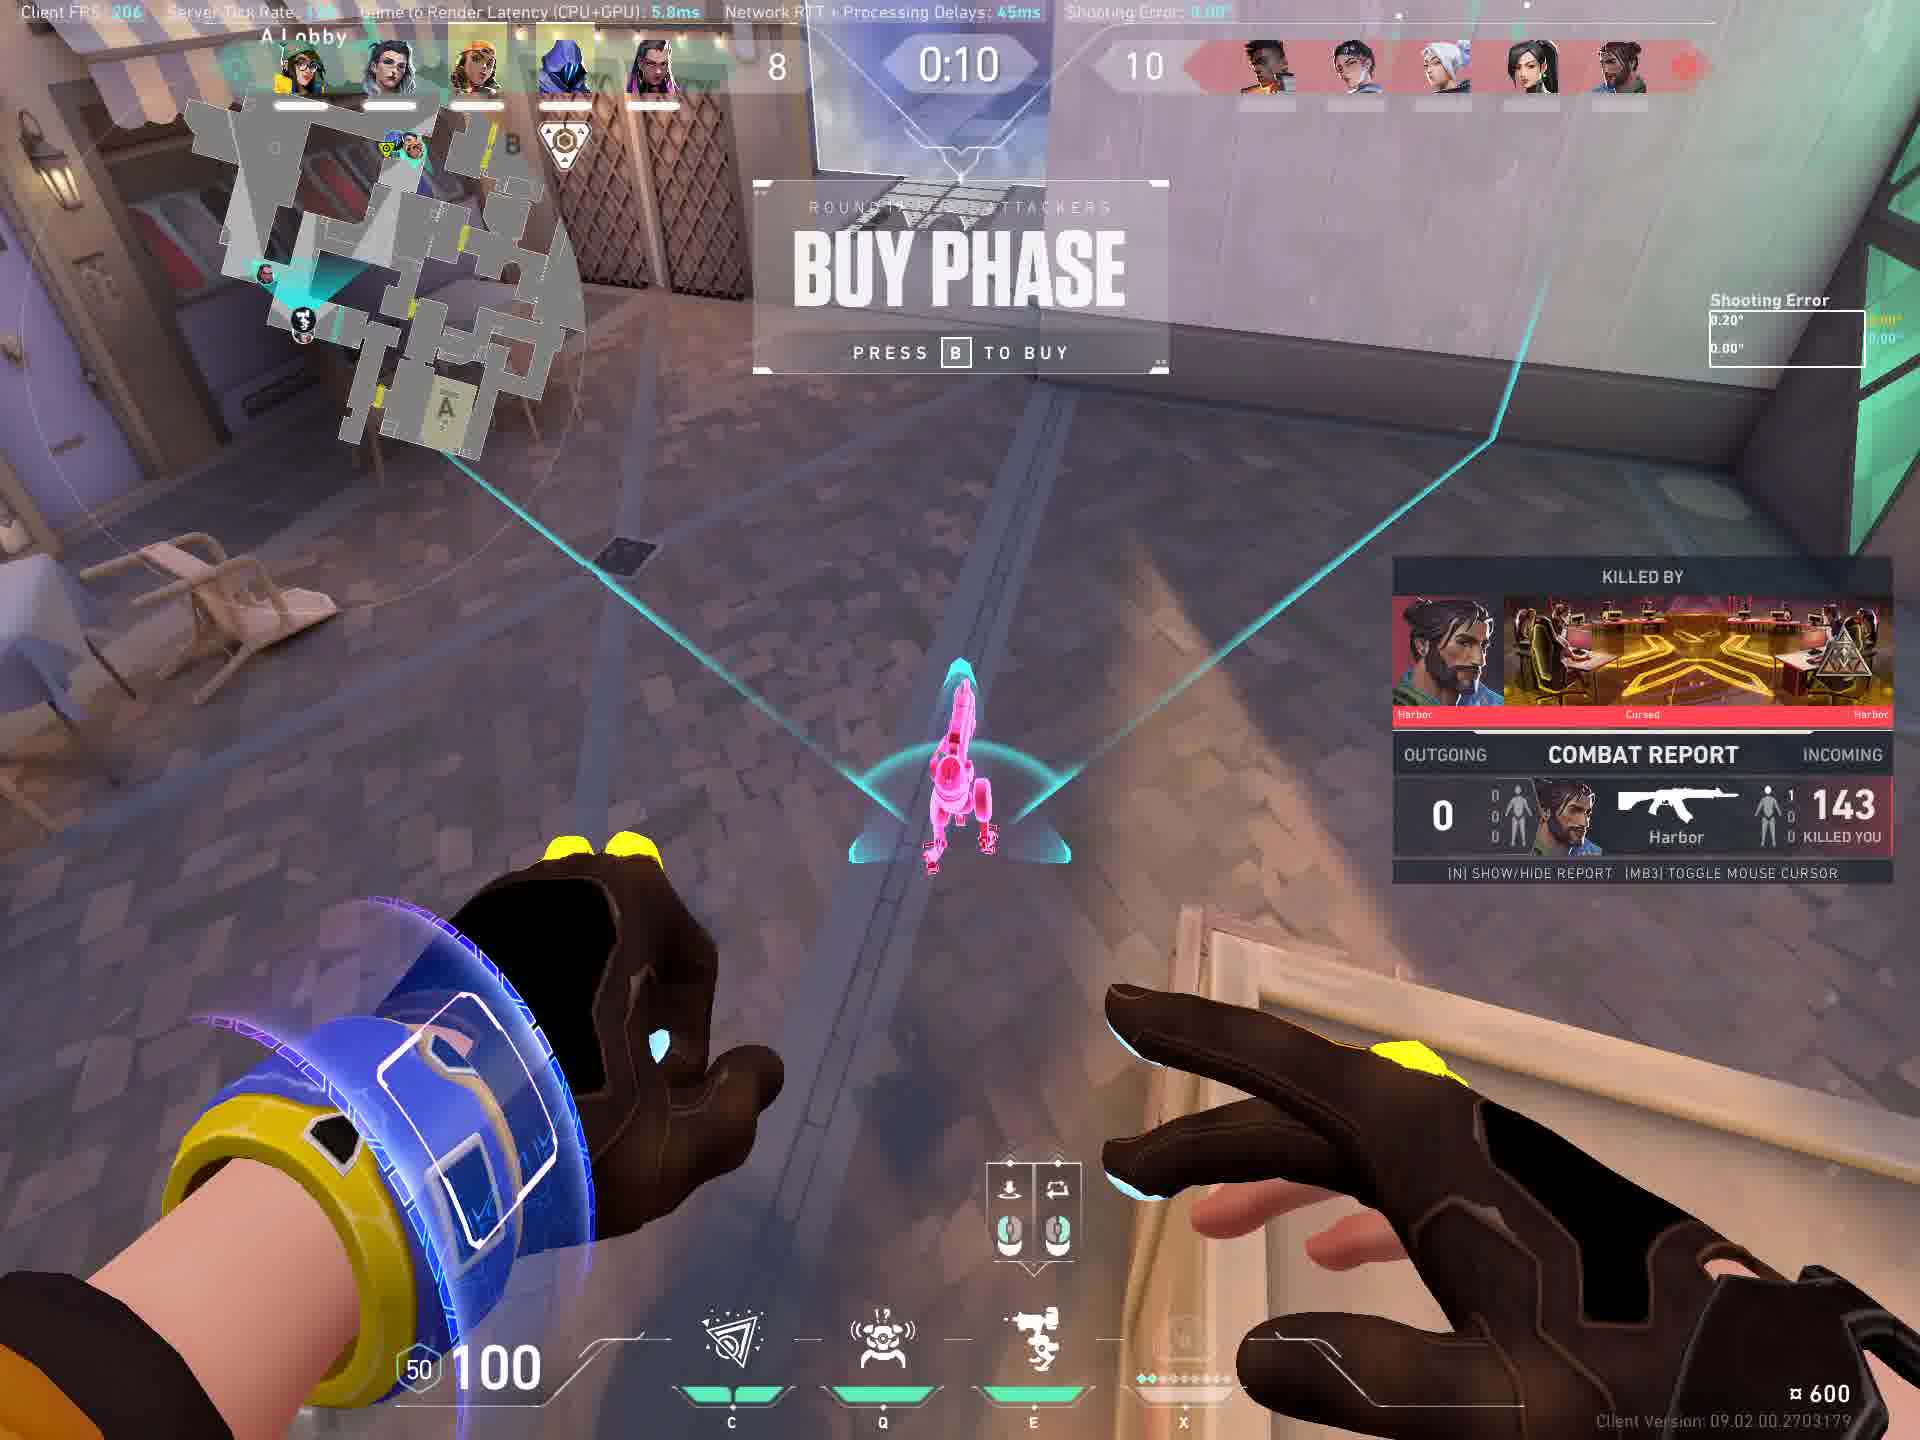 Client FPS: 206
Game to Render Latency (CPU+GPU): 5.8ms
Network RTT + Processing Delays: 45ms
Shooting Error: 0.00°
A Lobby
8
0:10
10
B
A
BUY PHASE
PRESS B TO BUY
Shooting Error
0.20°
0.00°
KILLED BY
Harbor
Cursed
Harbor
OUTGOING
COMBAT REPORT
INCOMING
0
0
0
0
Harbor
1
0
0
143
KILLED YOU
[N] SHOW/HIDE REPORT [MB3] TOGGLE MOUSE CURSOR
50
100
C
Q
E
X
¤ 600
Client Version: 09.02.00.2703179